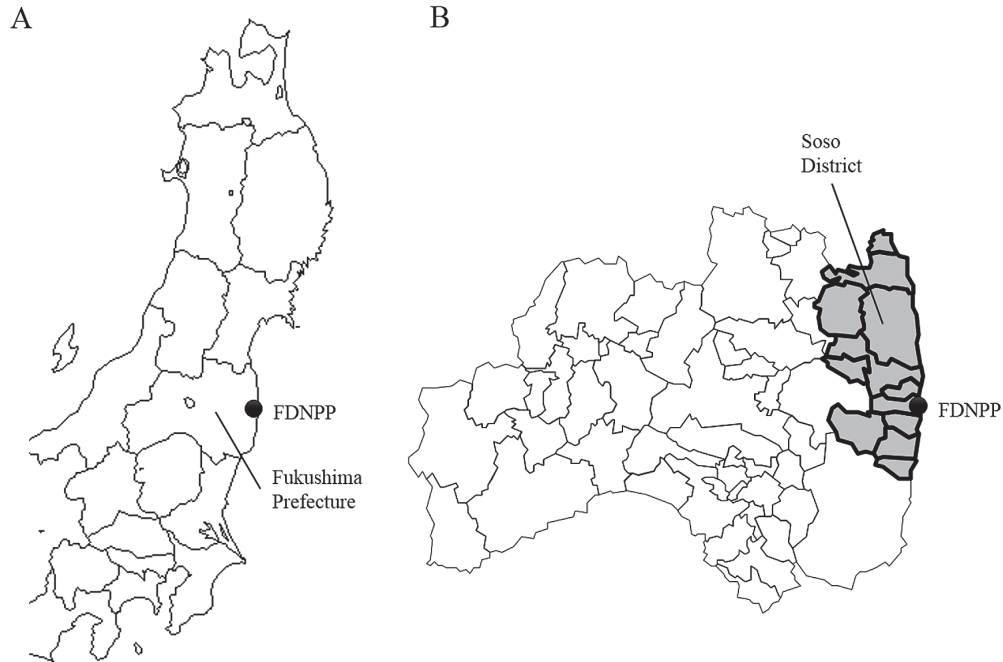 A
FDNPP
Fukushima
Prefecture
B
Soso
District
FDNPP